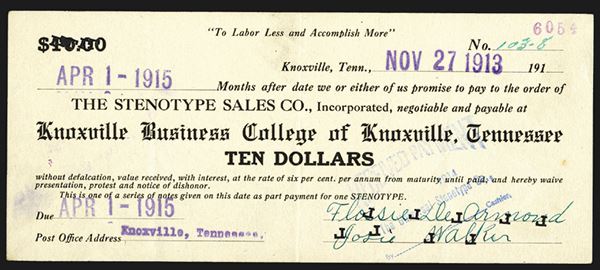 "To Labor Less and Accomplish More"
6054
$10.00
No. 103-8
Knoxville, Tenn., NOV 27 1913 191
APR 1 - 1915 Months after date we or either of us promise to pay to the order of
THE STENOTYPE SALES CO., Incorporated, negotiable and payable at
Knoxville Business College of Knoxville, Tennessee
TEN DOLLARS
without defalcation, value received, with interest, at the rate of six per cent. per annum from maturity until paid, and hereby waive
presentation, protest and notice of dishonor.
This is one of a series of notes given on this date as part payment for one STENOTYPE.
Due APR 1 - 1915
Flossie De Armond
Post Office Address Knoxville, Tennessee.
Josie Walker
Cashier,
by